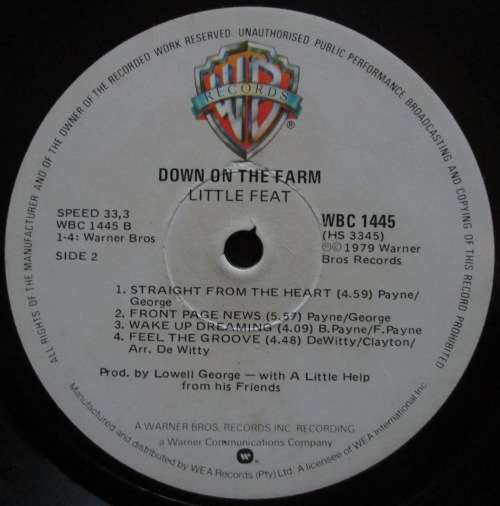 ALL RIGHTS OF THE MANUFACTURER AND OF THE OWNER OF THE RECORDED WORK RESERVED. UNAUTHORISED PUBLIC PERFORMANCE BROADCASTING AND COPYING OF THIS RECORD PROHIBITED
WB
RECORDS
®
DOWN ON THE FARM
LITTLE FEAT
SPEED 33,3
WBC 1445 B
1-4: Warner Bros
SIDE 2
WBC 1445
(HS 3345)
℗© 1979 Warner
Bros Records
1. STRAIGHT FROM THE HEART (4.59) Payne/
George
2. FRONT PAGE NEWS (5.57) Payne/George
3. WAKE UP DREAMING (4.09) B.Payne/F.Payne
4. FEEL THE GROOVE (4.48) DeWitty/Clayton/
Arr. De Witty
Prod. by Lowell George — with A Little Help
from his Friends
A WARNER BROS. RECORDS INC. RECORDING
a Warner Communications Company
Manufactured and distributed by WEA Records (Pty) Ltd. A licensee of WEA International Inc.